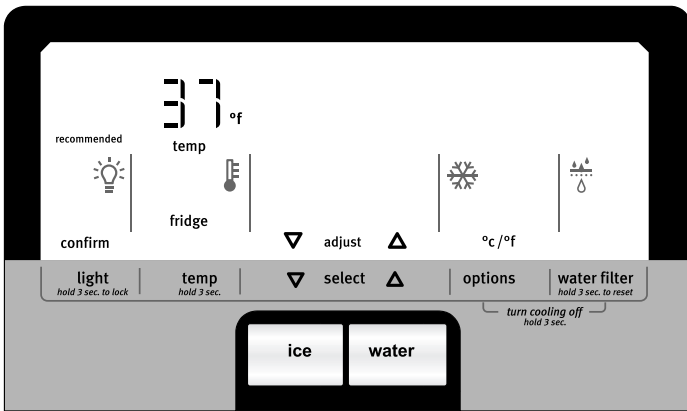 37 °f
recommended
temp
fridge
confirm
adjust
°c/°f
light
hold 3 sec. to lock
temp
hold 3 sec.
select
options
water filter
hold 3 sec. to reset
turn cooling off
hold 3 sec.
ice
water